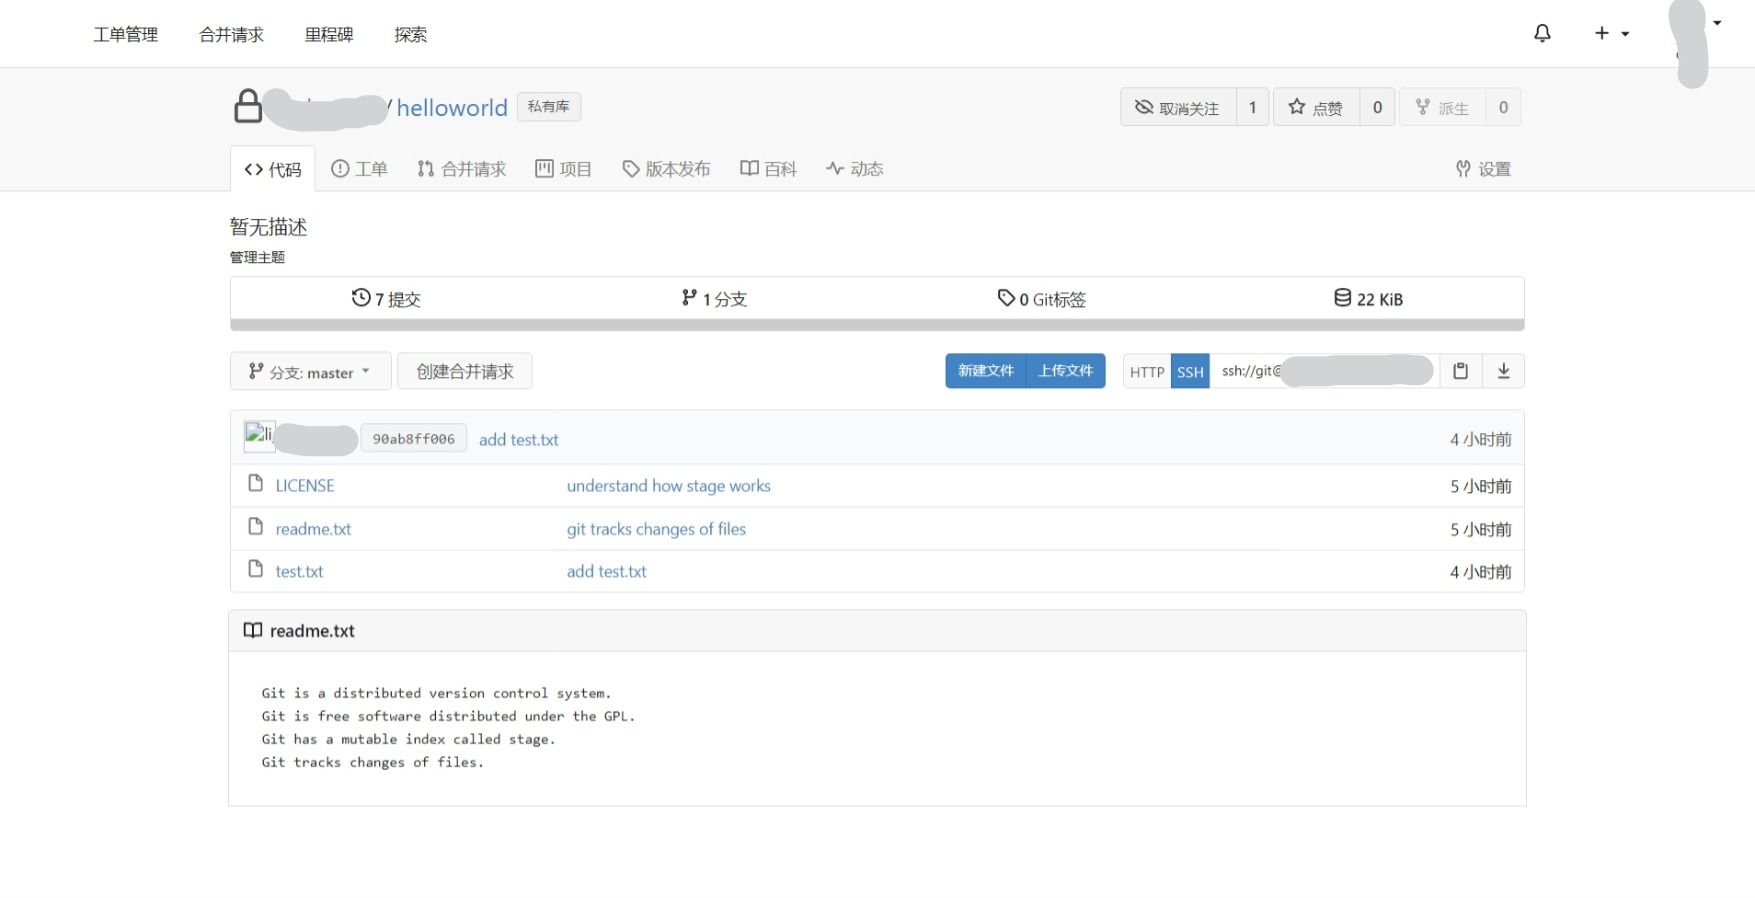 工单管理 合并请求 里程碑 探索
/ helloworld 私有库 取消关注 1 点赞 0 派生 0
代码 工单 合并请求 项目 版本发布 百科 动态 设置
暂无描述
管理主题
7 提交 1 分支 0 Git标签 22 KiB
分支: master 创建合并请求 新建文件 上传文件 HTTP SSH ssh://git@
li 90ab8ff006 add test.txt 4 小时前
LICENSE understand how stage works 5 小时前
readme.txt git tracks changes of files 5 小时前
test.txt add test.txt 4 小时前
readme.txt
Git is a distributed version control system.
Git is free software distributed under the GPL.
Git has a mutable index called stage.
Git tracks changes of files.